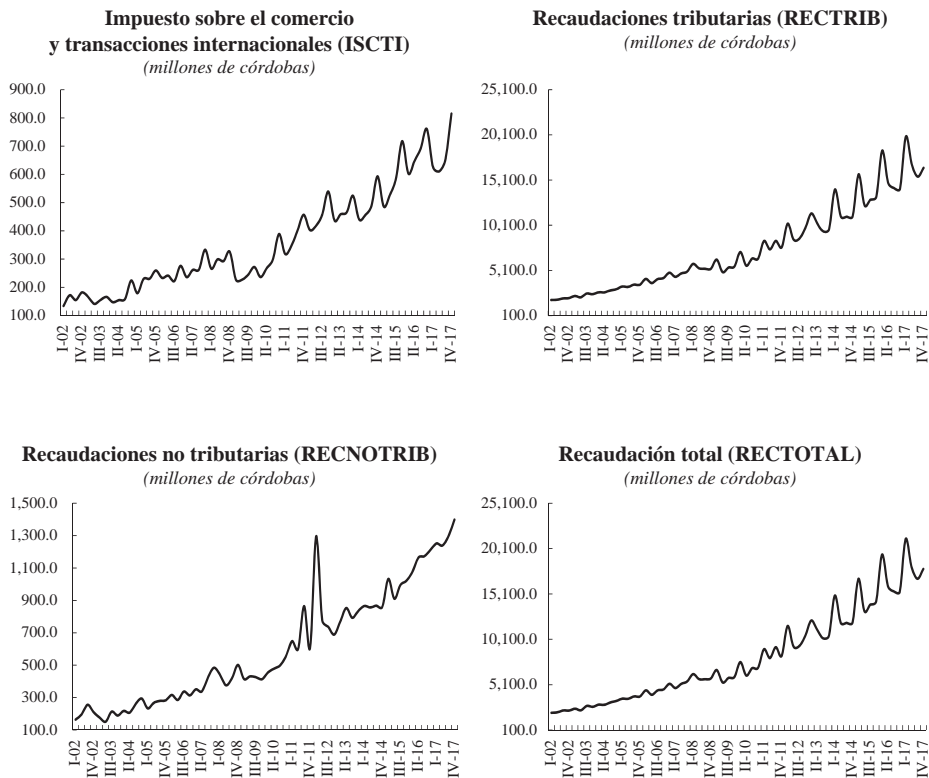 Impuesto sobre el comercio
y transacciones internacionales (ISCTI)
(millones de córdobas)
900.0
800.0
700.0
600.0
500.0
400.0
300.0
200.0
100.0
I-02
IV-02
III-03
II-04
I-05
IV-05
III-06
II-07
I-08
IV-08
III-09
II-10
I-11
IV-11
III-12
II-13
I-14
IV-14
III-15
II-16
I-17
IV-17
Recaudaciones tributarias (RECTRIB)
(millones de córdobas)
25,100.0
20,100.0
15,100.0
10,100.0
5,100.0
100.0
I-02
IV-02
III-03
II-04
I-05
IV-05
III-06
II-07
I-08
IV-08
III-09
II-10
I-11
IV-11
III-12
II-13
I-14
IV-14
III-15
II-16
I-17
IV-17
Recaudaciones no tributarias (RECNOTRIB)
(millones de córdobas)
1,500.0
1,300.0
1,100.0
900.0
700.0
500.0
300.0
100.0
I-02
IV-02
III-03
II-04
I-05
IV-05
III-06
II-07
I-08
IV-08
III-09
II-10
I-11
IV-11
III-12
II-13
I-14
IV-14
III-15
II-16
I-17
IV-17
Recaudación total (RECTOTAL)
(millones de córdobas)
25,100.0
20,100.0
15,100.0
10,100.0
5,100.0
100.0
I-02
IV-02
III-03
II-04
I-05
IV-05
III-06
II-07
I-08
IV-08
III-09
II-10
I-11
IV-11
III-12
II-13
I-14
IV-14
III-15
II-16
I-17
IV-17